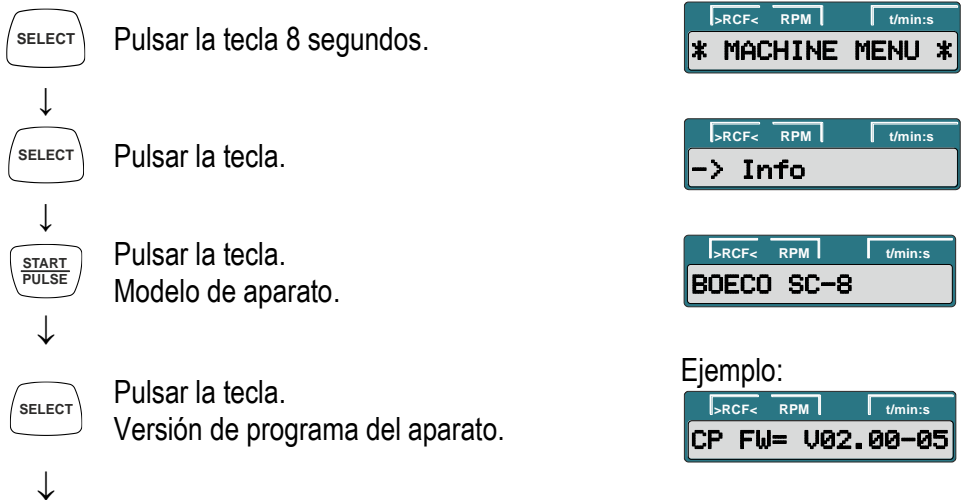 SELECT
Pulsar la tecla 8 segundos.
>RCF< RPM t/min:s
* MACHINE MENU *
↓
SELECT
Pulsar la tecla.
>RCF< RPM t/min:s
-> Info
↓
START
PULSE
Pulsar la tecla.
Modelo de aparato.
>RCF< RPM t/min:s
BOECO SC-8
↓
SELECT
Pulsar la tecla.
Versión de programa del aparato.
Ejemplo:
>RCF< RPM t/min:s
CP FW= V02.00-05
↓